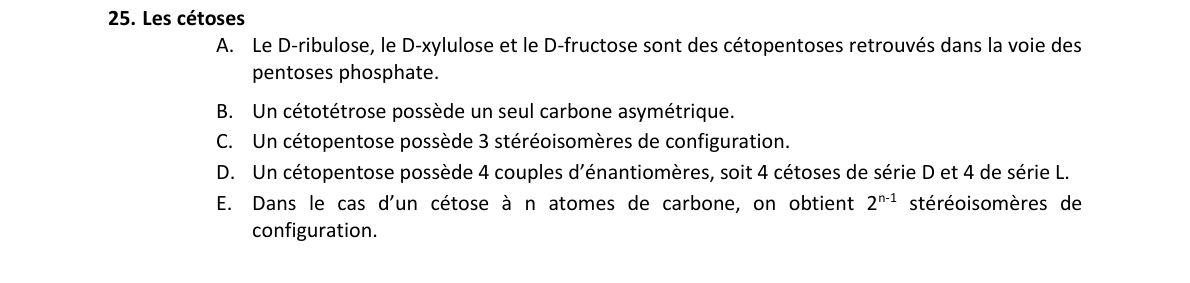 25. Les cétoses
A. Le D-ribulose, le D-xylulose et le D-fructose sont des cétopentoses retrouvés dans la voie des
pentoses phosphate.
B. Un cétotétrose possède un seul carbone asymétrique.
C. Un cétopentose possède 3 stéréoisomères de configuration.
D. Un cétopentose possède 4 couples d’énantiomères, soit 4 cétoses de série D et 4 de série L.
E. Dans le cas d’un cétose à n atomes de carbone, on obtient 2ⁿ⁻¹ stéréoisomères de
configuration.